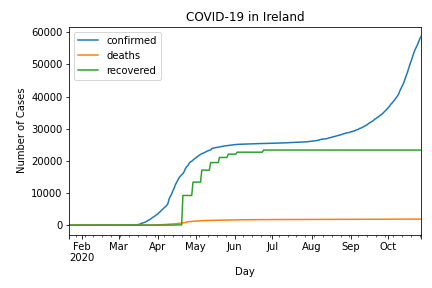 COVID-19 in Ireland
confirmed
deaths
recovered
Number of Cases
60000
50000
40000
30000
20000
10000
0
Feb Mar Apr May Jun Jul Aug Sep Oct
2020
Day